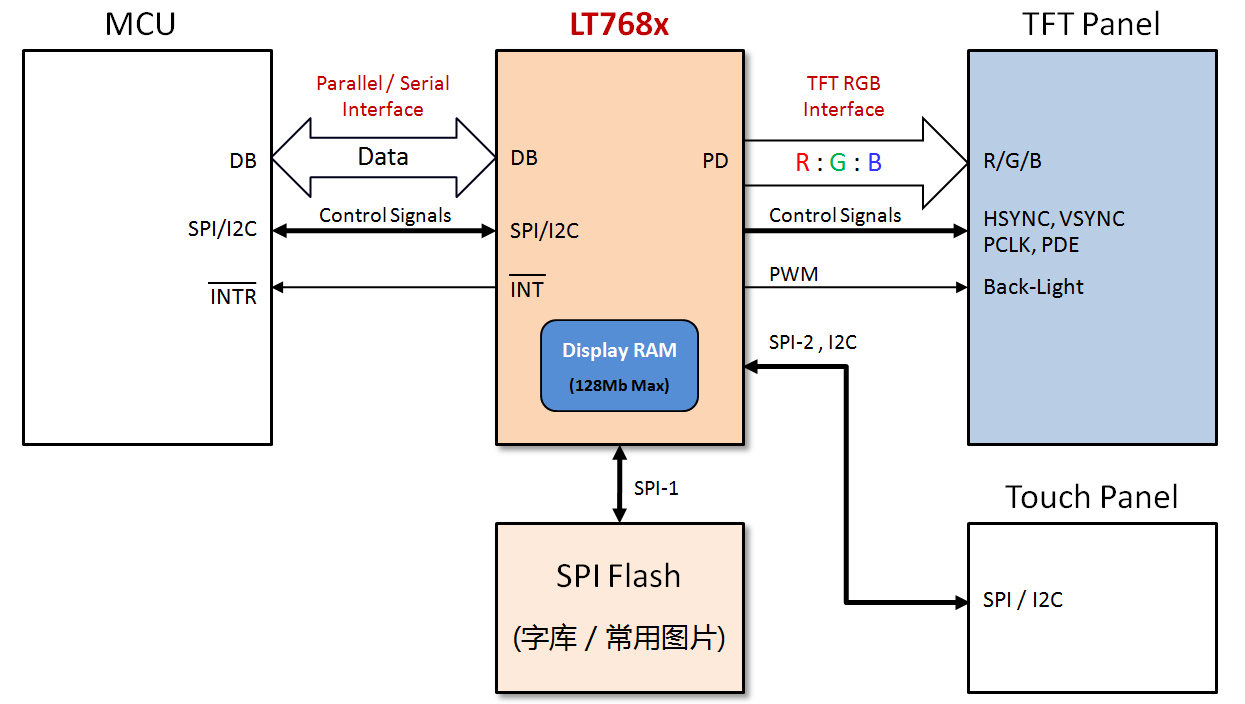 MCU
LT768x
TFT Panel
Parallel / Serial
Interface
TFT RGB
Interface
DB
Data
DB
PD
R : G : B
R/G/B
SPI/I2C
Control Signals
SPI/I2C
Control Signals
HSYNC, VSYNC
PCLK, PDE
INTR
INT
PWM
Back-Light
Display RAM
(128Mb Max)
SPI-2 , I2C
SPI-1
Touch Panel
SPI Flash
(字库 / 常用图片)
SPI / I2C